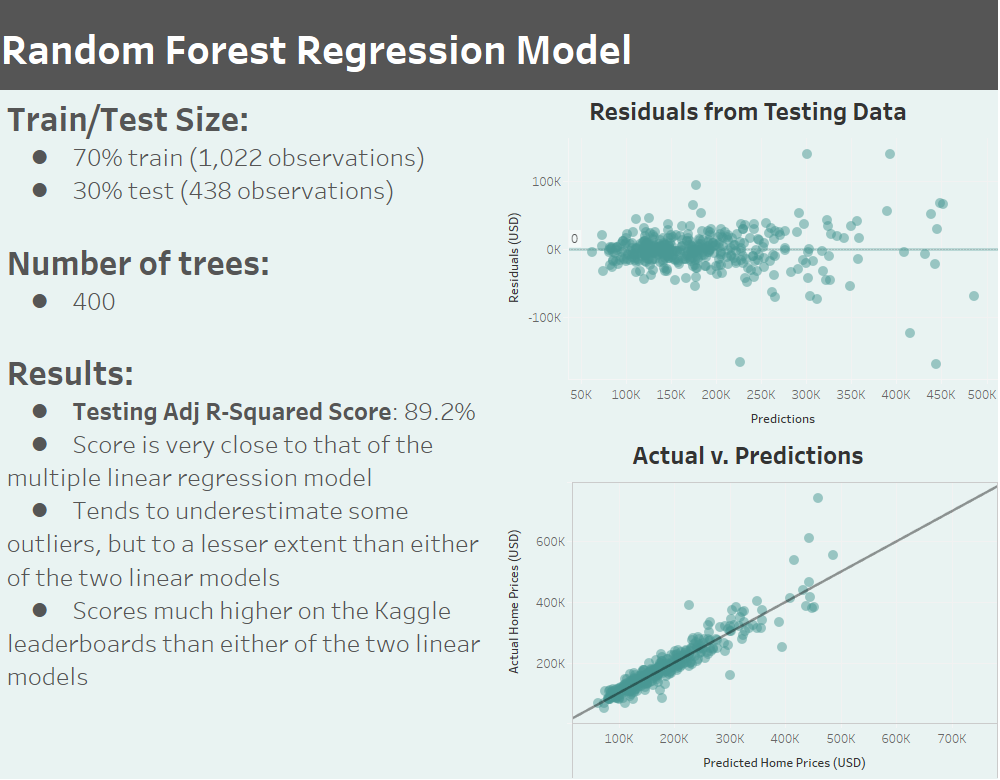 Random Forest Regression Model
Train/Test Size:
● 70% train (1,022 observations)
● 30% test (438 observations)
Number of trees:
● 400
Results:
● Testing Adj R-Squared Score: 89.2%
● Score is very close to that of the
multiple linear regression model
● Tends to underestimate some
outliers, but to a lesser extent than either
of the two linear models
● Scores much higher on the Kaggle
leaderboards than either of the two linear
models
Residuals from Testing Data
Residuals (USD)
100K
0K
-100K
0
50K 100K 150K 200K 250K 300K 350K 400K 450K 500K
Predictions
Actual v. Predictions
Actual Home Prices (USD)
600K
400K
200K
100K 200K 300K 400K 500K 600K 700K
Predicted Home Prices (USD)